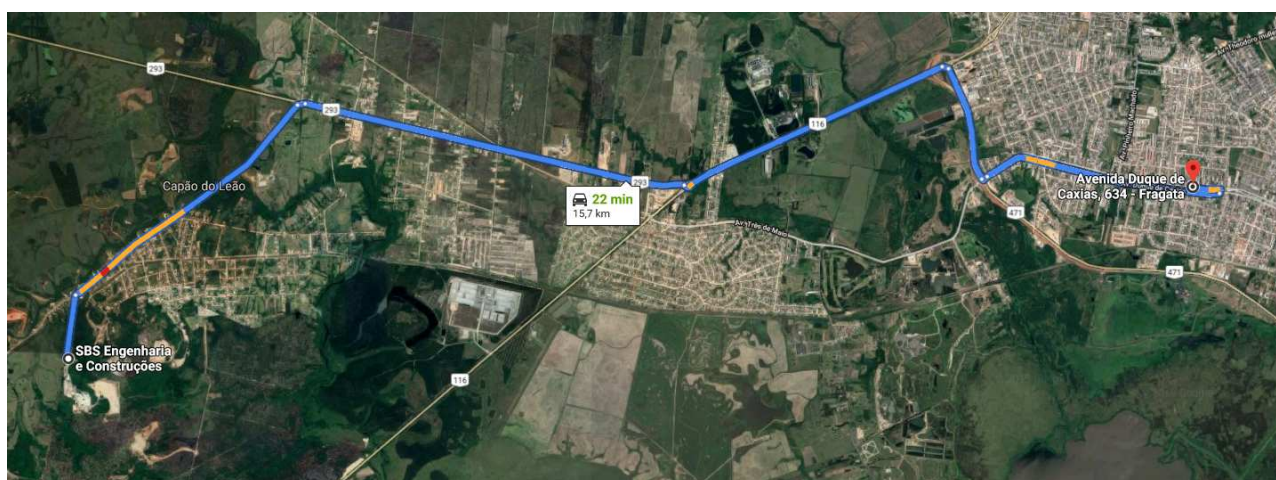 293
293
Capão do Leão
293
22 min
15,7 km
116
Av. Três de Maio
471
471
Avenida Duque de
Caxias, 634 - Fragata
SBS Engenharia
e Construções
116